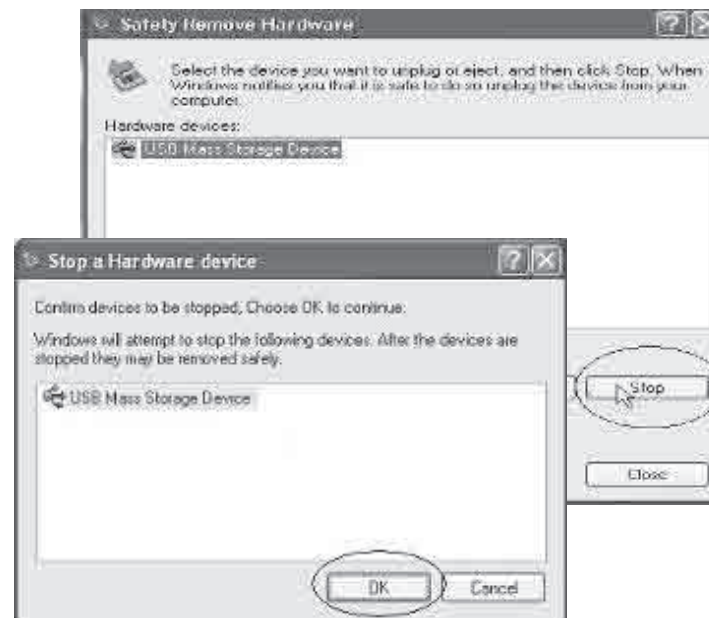 Safely Remove Hardware
Select the device you want to unplug or eject, and then click Stop. When
Windows notifies you that it is safe to do so unplug the device from your
computer.
Hardware devices:
USB Mass Storage Device
Stop a Hardware device
Confirm devices to be stopped, Choose OK to continue.
Windows will attempt to stop the following devices. After the devices are
stopped they may be removed safely.
USB Mass Storage Device
Stop
Close
OK
Cancel